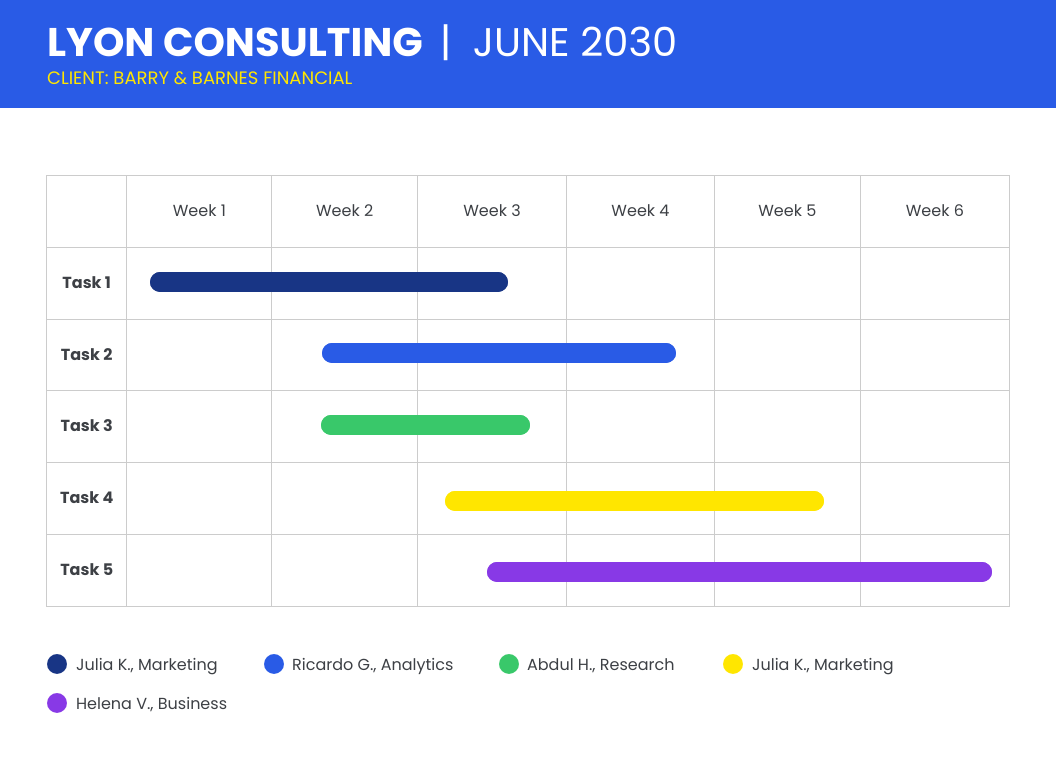 LYON CONSULTING | JUNE 2030
CLIENT: BARRY & BARNES FINANCIAL
Week 1 Week 2 Week 3 Week 4 Week 5 Week 6
Task 1
Task 2
Task 3
Task 4
Task 5
Julia K., Marketing Ricardo G., Analytics Abdul H., Research Julia K., Marketing
Helena V., Business